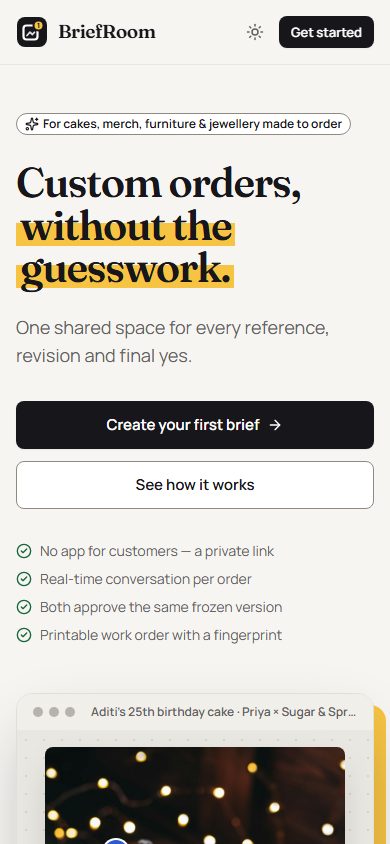 BriefRoom
Get started
For cakes, merch, furniture & jewellery made to order
Custom orders,
without the
guesswork.
One shared space for every reference,
revision and final yes.
Create your first brief →
See how it works
No app for customers — a private link
Real-time conversation per order
Both approve the same frozen version
Printable work order with a fingerprint
Aditi's 25th birthday cake · Priya × Sugar & Spr...